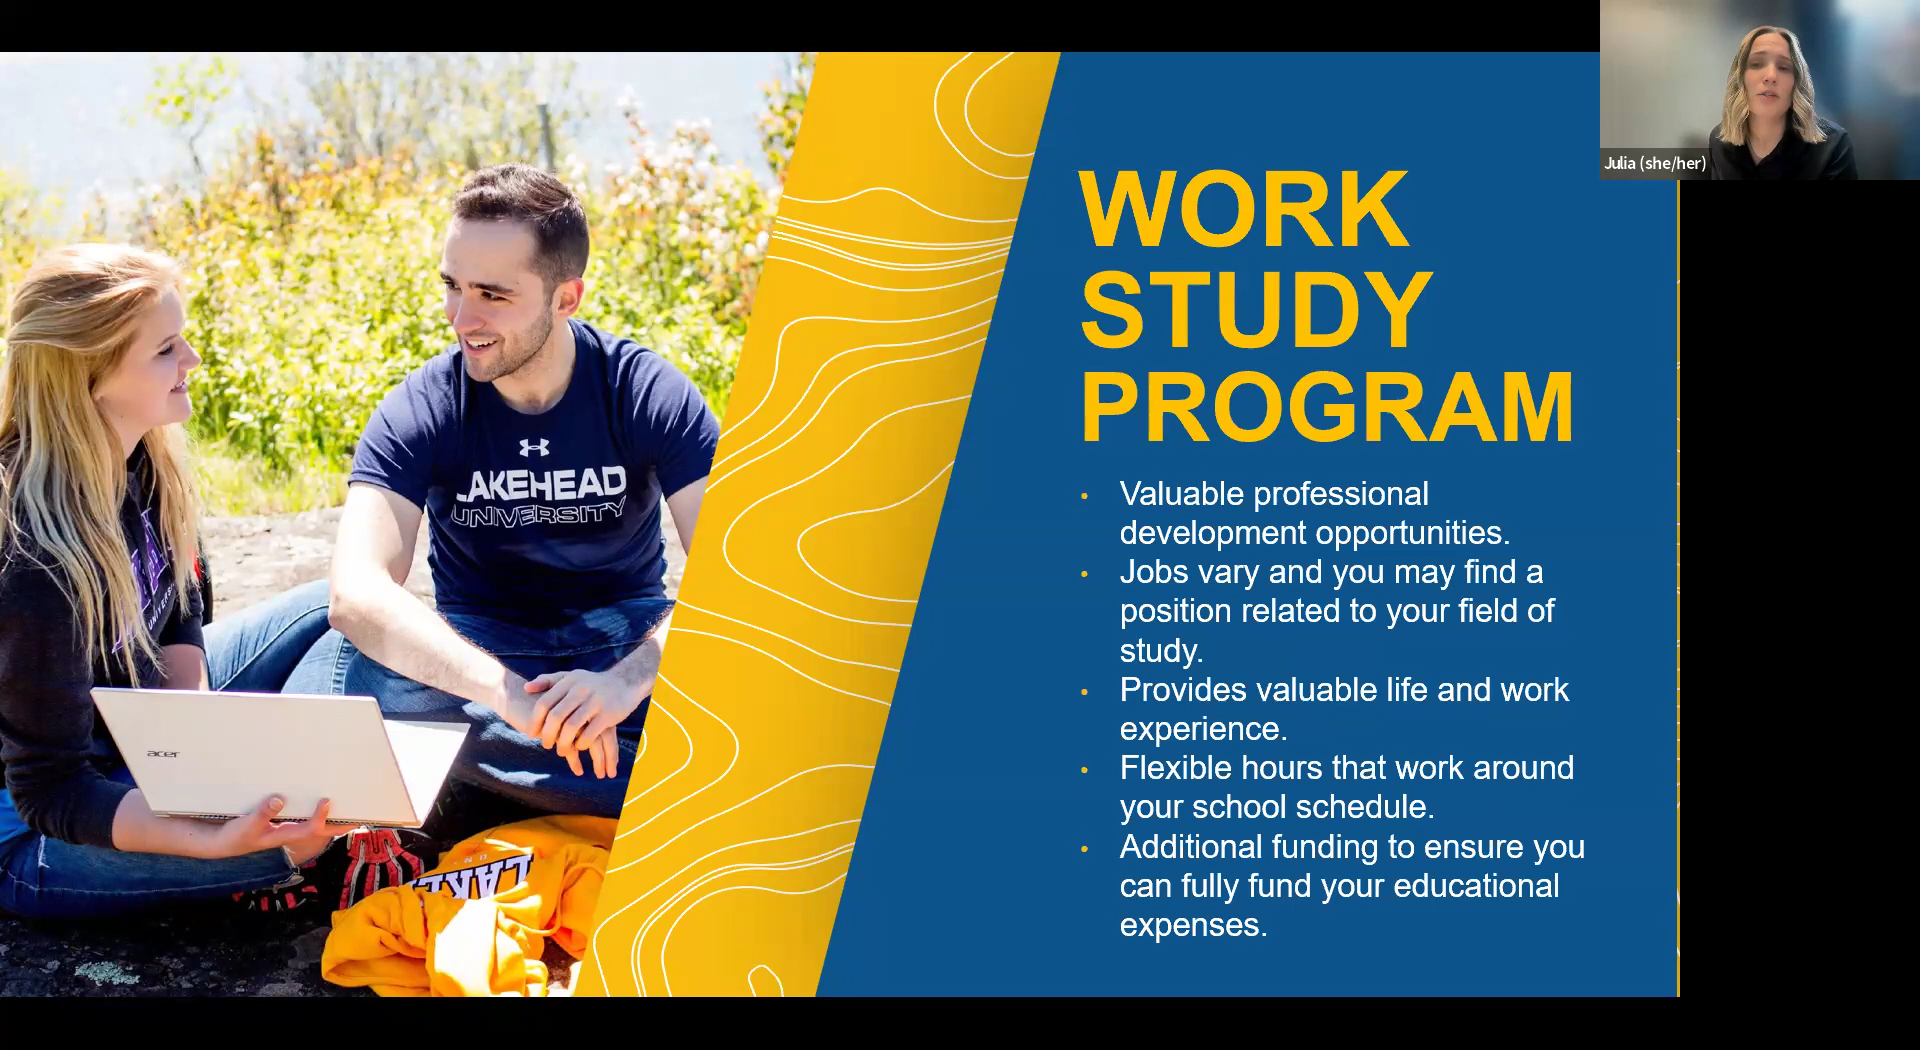 Julia (she/her)
WORK
STUDY
PROGRAM
• Valuable professional
development opportunities.
• Jobs vary and you may find a
position related to your field of
study.
• Provides valuable life and work
experience.
• Flexible hours that work around
your school schedule.
• Additional funding to ensure you
can fully fund your educational
expenses.
LAKEHEAD
UNIVERSITY
acer